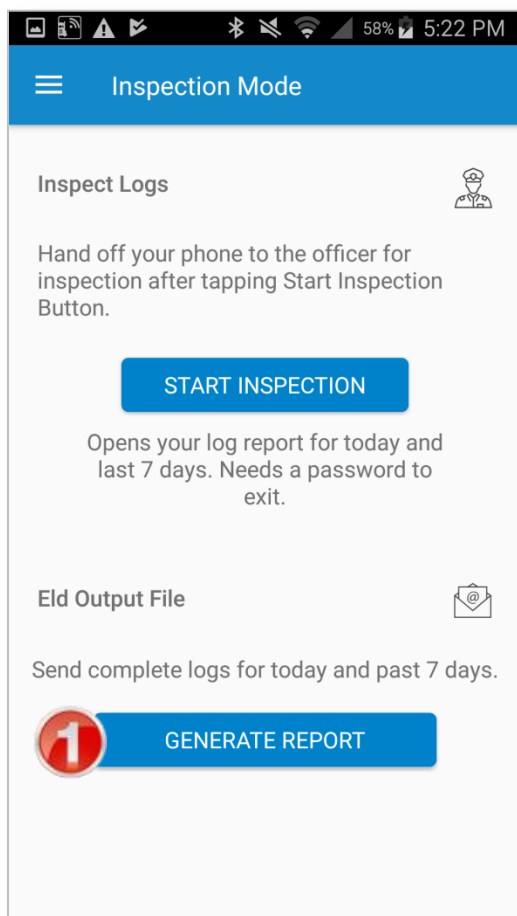 58% 5:22 PM
Inspection Mode
Inspect Logs
Hand off your phone to the officer for
inspection after tapping Start Inspection
Button.
START INSPECTION
Opens your log report for today and
last 7 days. Needs a password to
exit.
Eld Output File
@
Send complete logs for today and past 7 days.
1 GENERATE REPORT